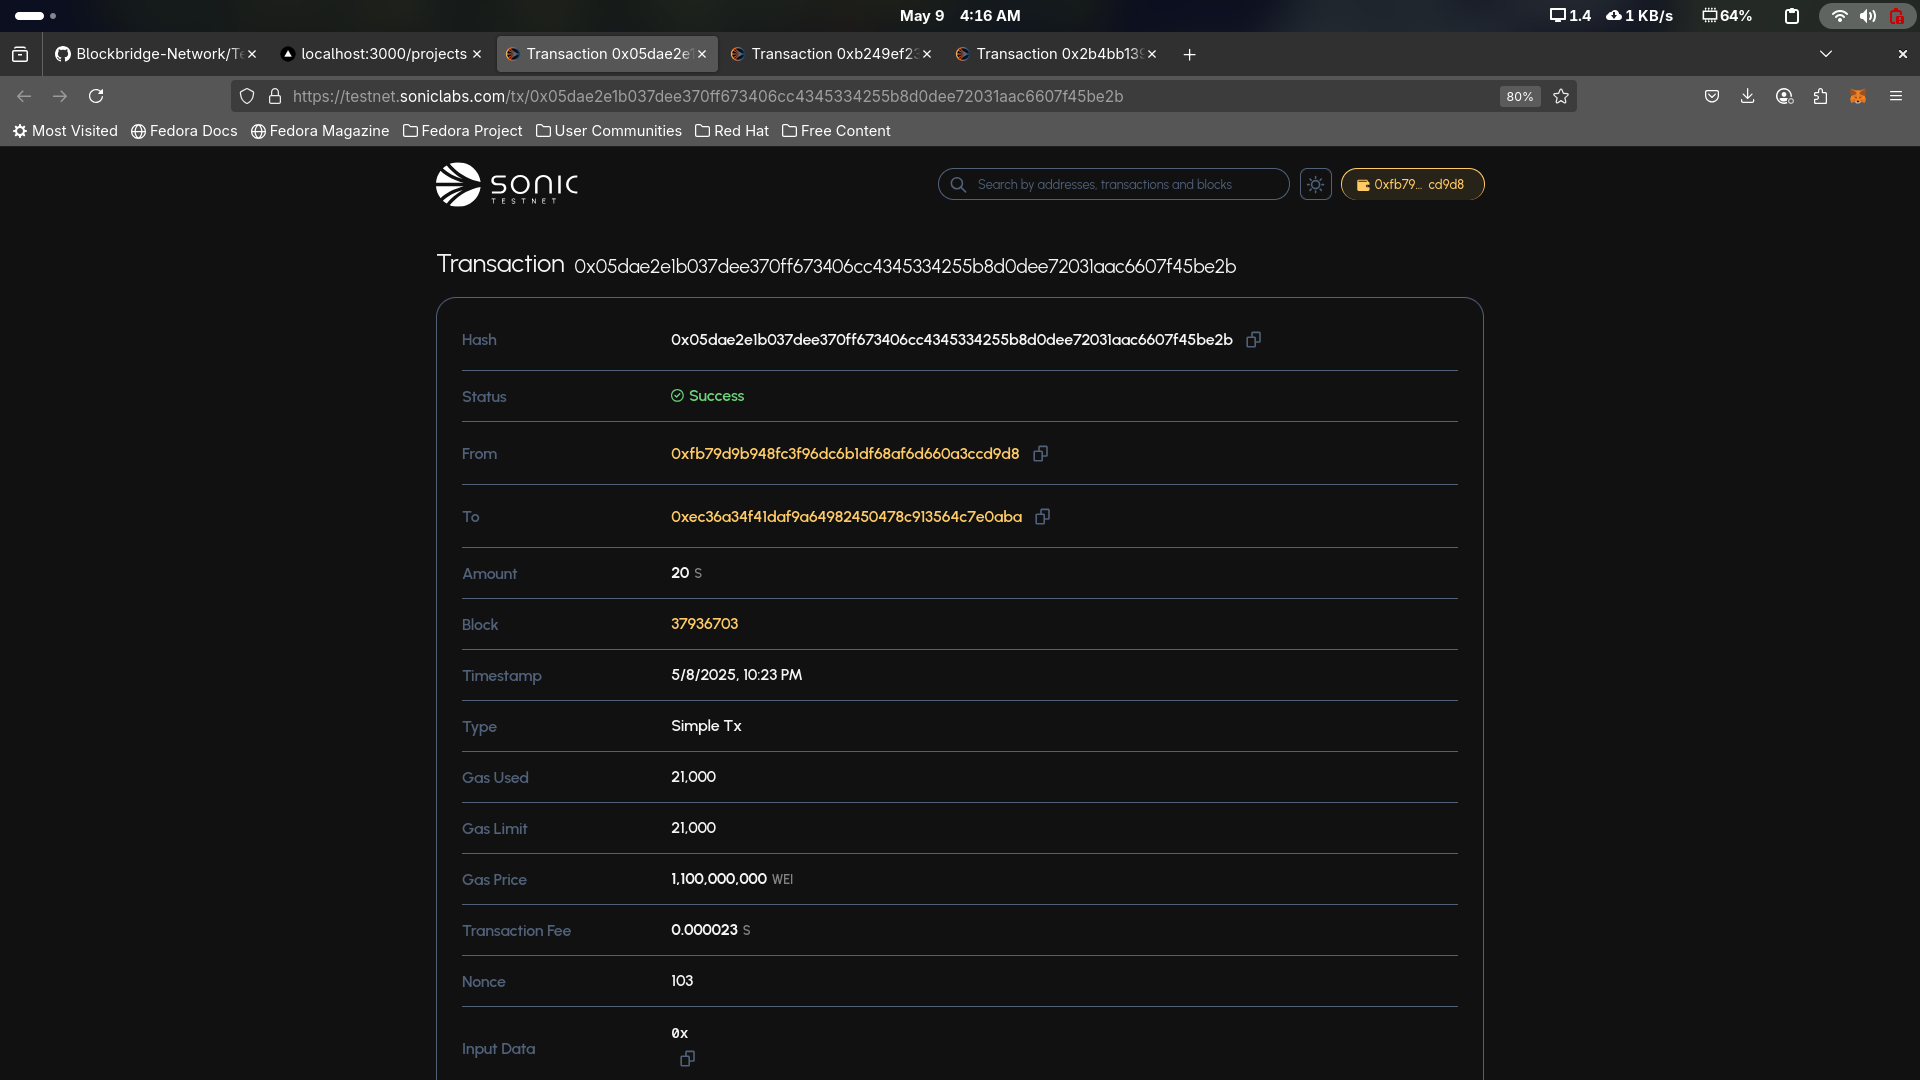 May 9 4:16 AM
1.4 1 KB/s 64%
Blockbridge-Network/Te
localhost:3000/projects
Transaction 0x05dae2e1
Transaction 0xb249ef23
Transaction 0x2b4bb139
https://testnet.soniclabs.com/tx/0x05dae2e1b037dee370ff673406cc4345334255b8d0dee72031aac6607f45be2b
80%
Most Visited Fedora Docs Fedora Magazine Fedora Project User Communities Red Hat Free Content
SONIC
TESTNET
Search by addresses, transactions and blocks
0xfb79... cd9d8
Transaction 0x05dae2e1b037dee370ff673406cc4345334255b8d0dee72031aac6607f45be2b
Hash 0x05dae2e1b037dee370ff673406cc4345334255b8d0dee72031aac6607f45be2b
Status Success
From 0xfb79d9b948fc3f96dc6b1df68af6d660a3ccd9d8
To 0xec36a34f41daf9a64982450478c913564c7e0aba
Amount 20 S
Block 37936703
Timestamp 5/8/2025, 10:23 PM
Type Simple Tx
Gas Used 21,000
Gas Limit 21,000
Gas Price 1,100,000,000 WEI
Transaction Fee 0.000023 S
Nonce 103
Input Data 0x